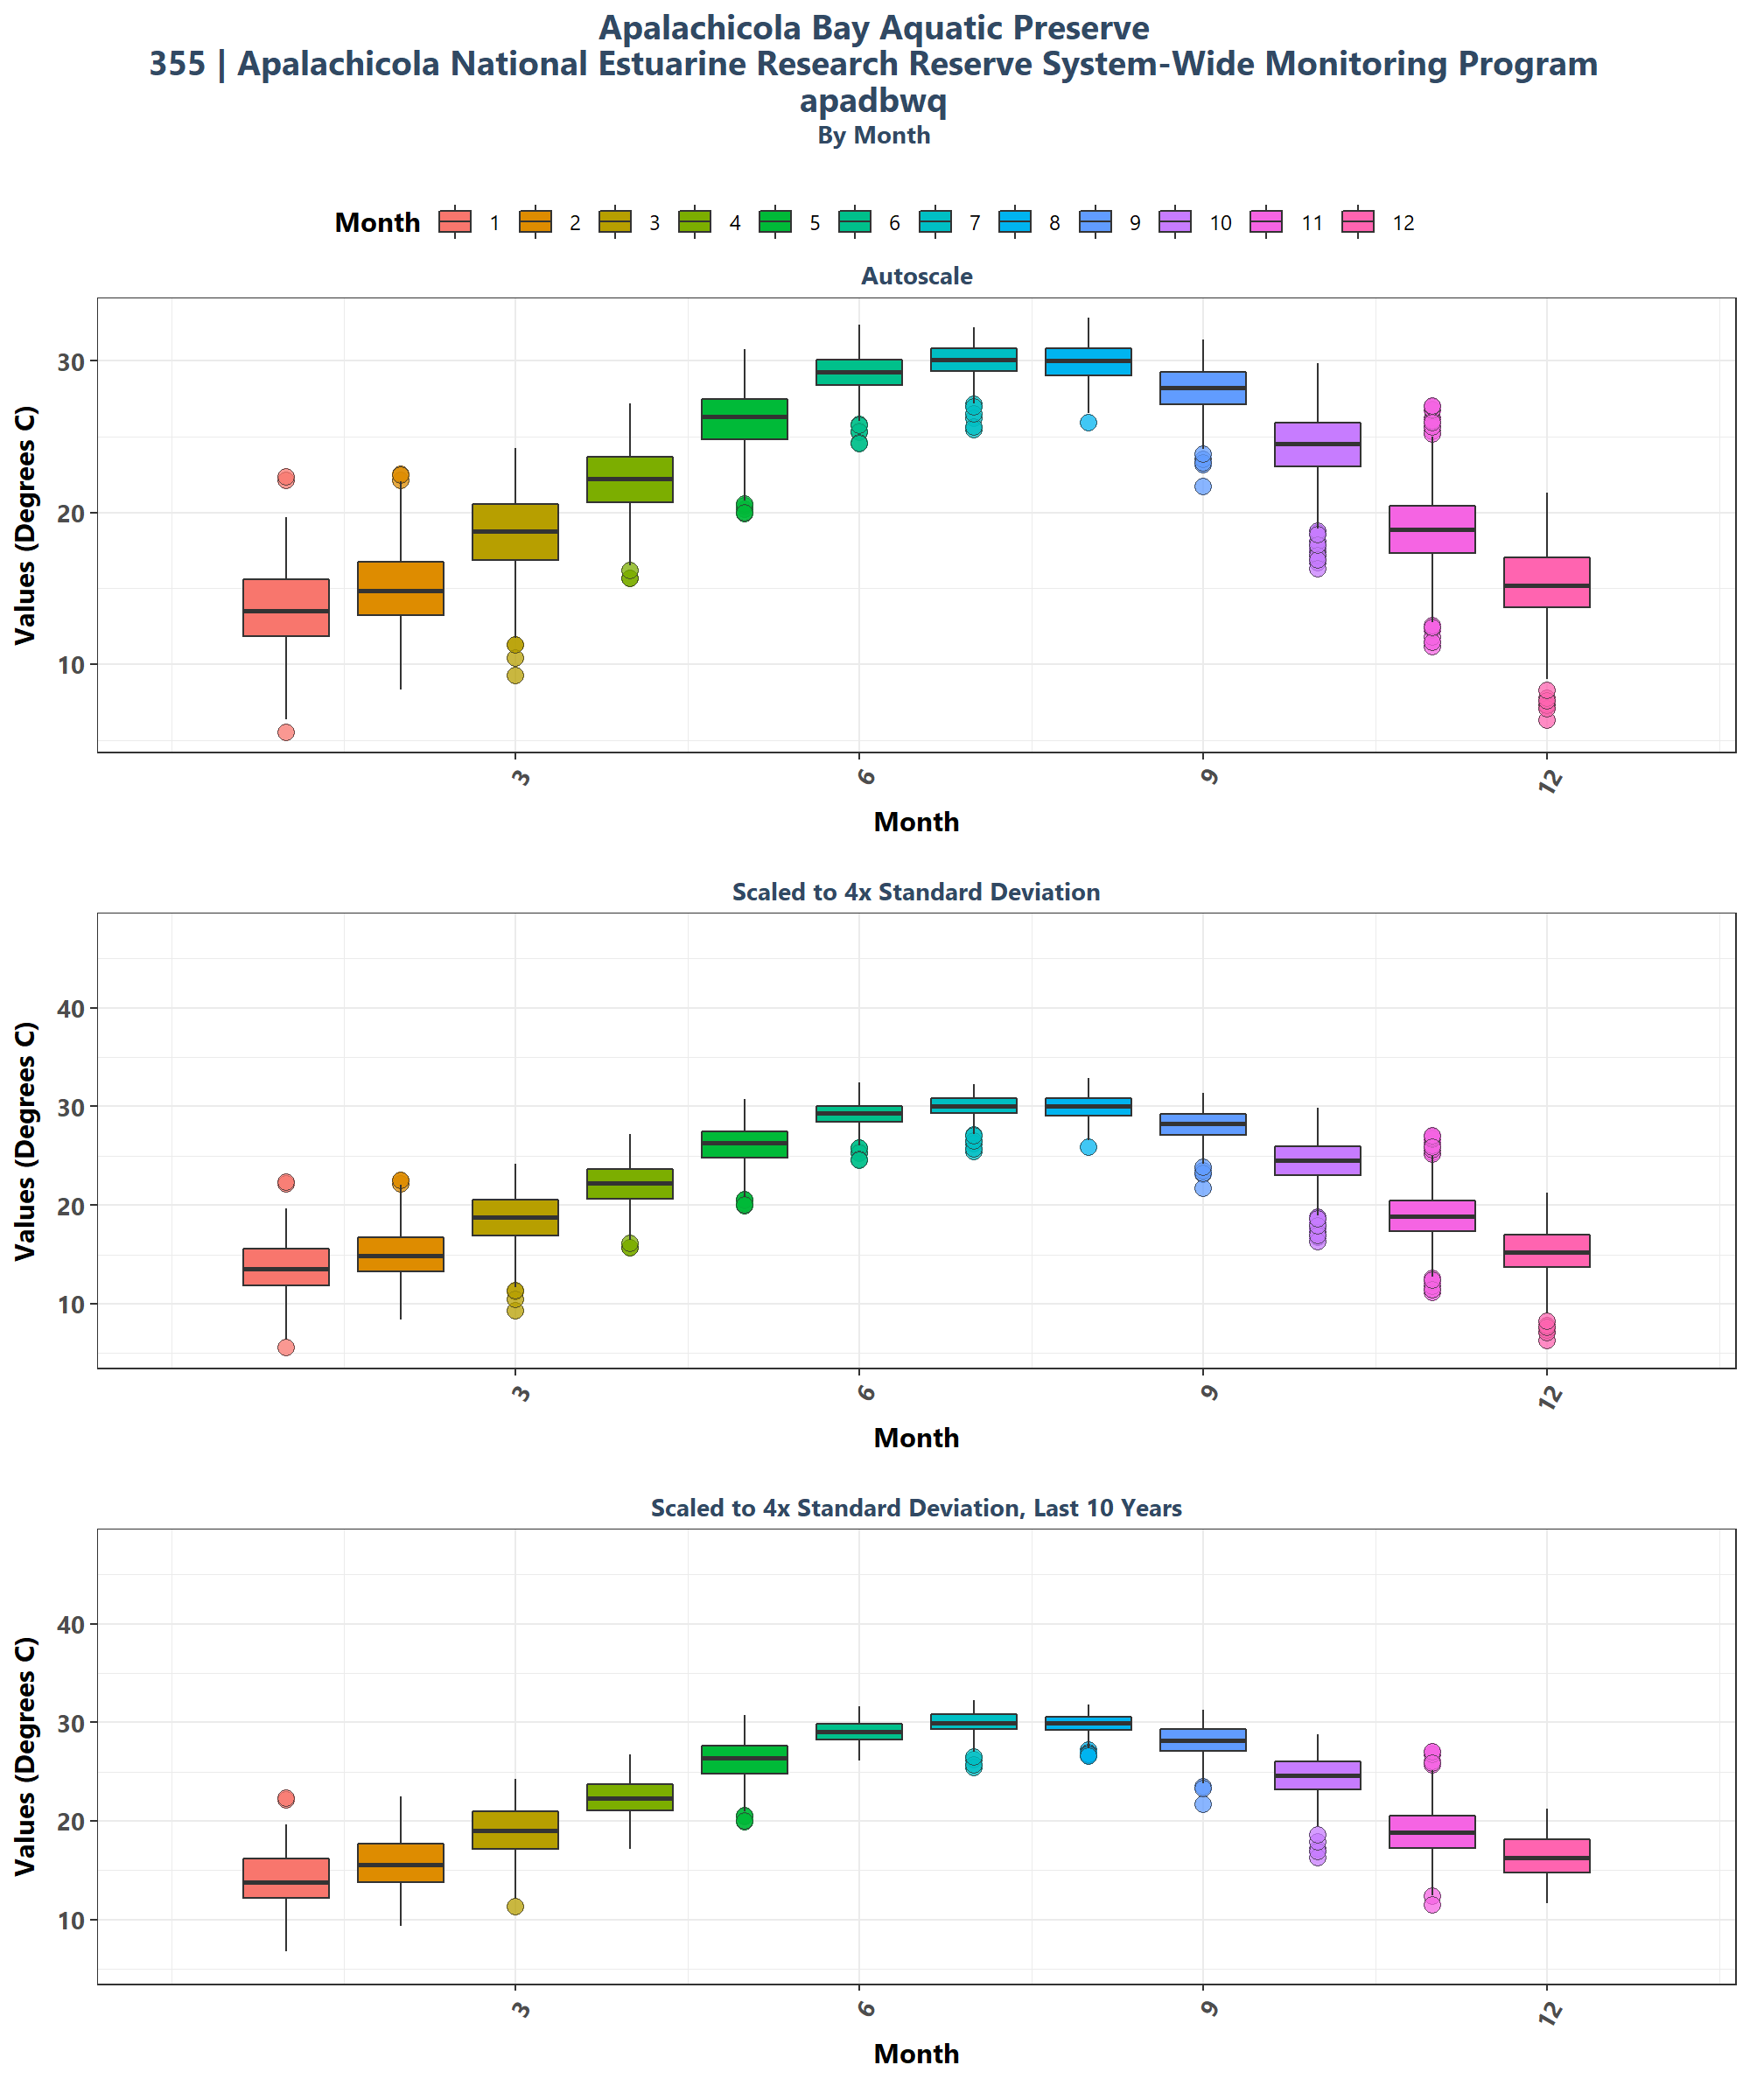 Apalachicola Bay Aquatic Preserve
355 | Apalachicola National Estuarine Research Reserve System-Wide Monitoring Program
apadbwq
By Month
Month 1 2 3 4 5 6 7 8 9 10 11 12
Autoscale
Values (Degrees C)
30
20
10
3 6 9 12
Month
Scaled to 4x Standard Deviation
Values (Degrees C)
40
30
20
10
3 6 9 12
Month
Scaled to 4x Standard Deviation, Last 10 Years
Values (Degrees C)
40
30
20
10
3 6 9 12
Month